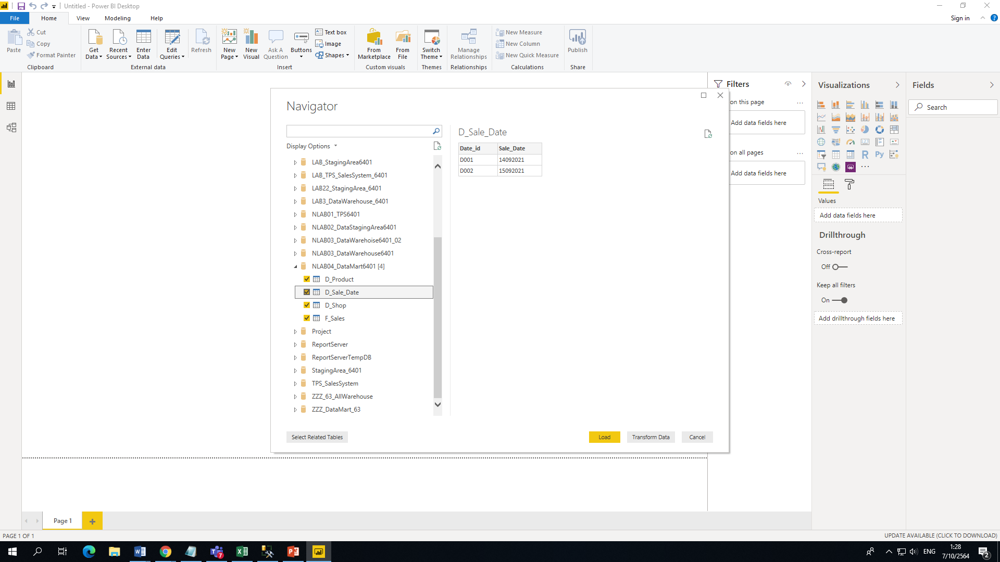 Untitled - Power BI Desktop
File Home View Modeling Help
Sign in
Paste
Cut
Copy
Format Painter
Clipboard
Get Data
Recent Sources
Enter Data
Edit Queries
Refresh
External data
New Page
New Visual
Ask A Question
Buttons
Text box
Image
Shapes
Insert
From Marketplace
From File
Custom visuals
Switch Theme
Themes
Manage Relationships
Relationships
New Measure
New Column
New Quick Measure
Calculations
Publish
Share
Navigator
Display Options
LAB_StagingArea6401
LAB_TPS_SalesSystem_6401
LAB22_StagingArea_6401
LAB3_DataWarehouse_6401
NLAB01_TPS6401
NLAB02_DataStagingArea6401
NLAB03_DataWarehoise6401_02
NLAB03_DataWarehouse6401
NLAB04_DataMart6401 [4]
D_Product
D_Sale_Date
D_Shop
F_Sales
Project
ReportServer
ReportServerTempDB
StagingArea_6401
TPS_SalesSystem
ZZZ_63_AllWarehouse
ZZZ_DataMart_63
D_Sale_Date
Date_id Sale_Date
D001 14092021
D002 15092021
Select Related Tables
Load
Transform Data
Cancel
Filters
on this page ...
Add data fields here
on all pages ...
Add data fields here
Visualizations
R Py
123
Values
Add data fields here
Drillthrough
Cross-report
Off
Keep all filters
On
Add drillthrough fields here
Fields
Search
Page 1
PAGE 1 OF 1
UPDATE AVAILABLE (CLICK TO DOWNLOAD)
7
ENG
1:28
7/10/2564
2